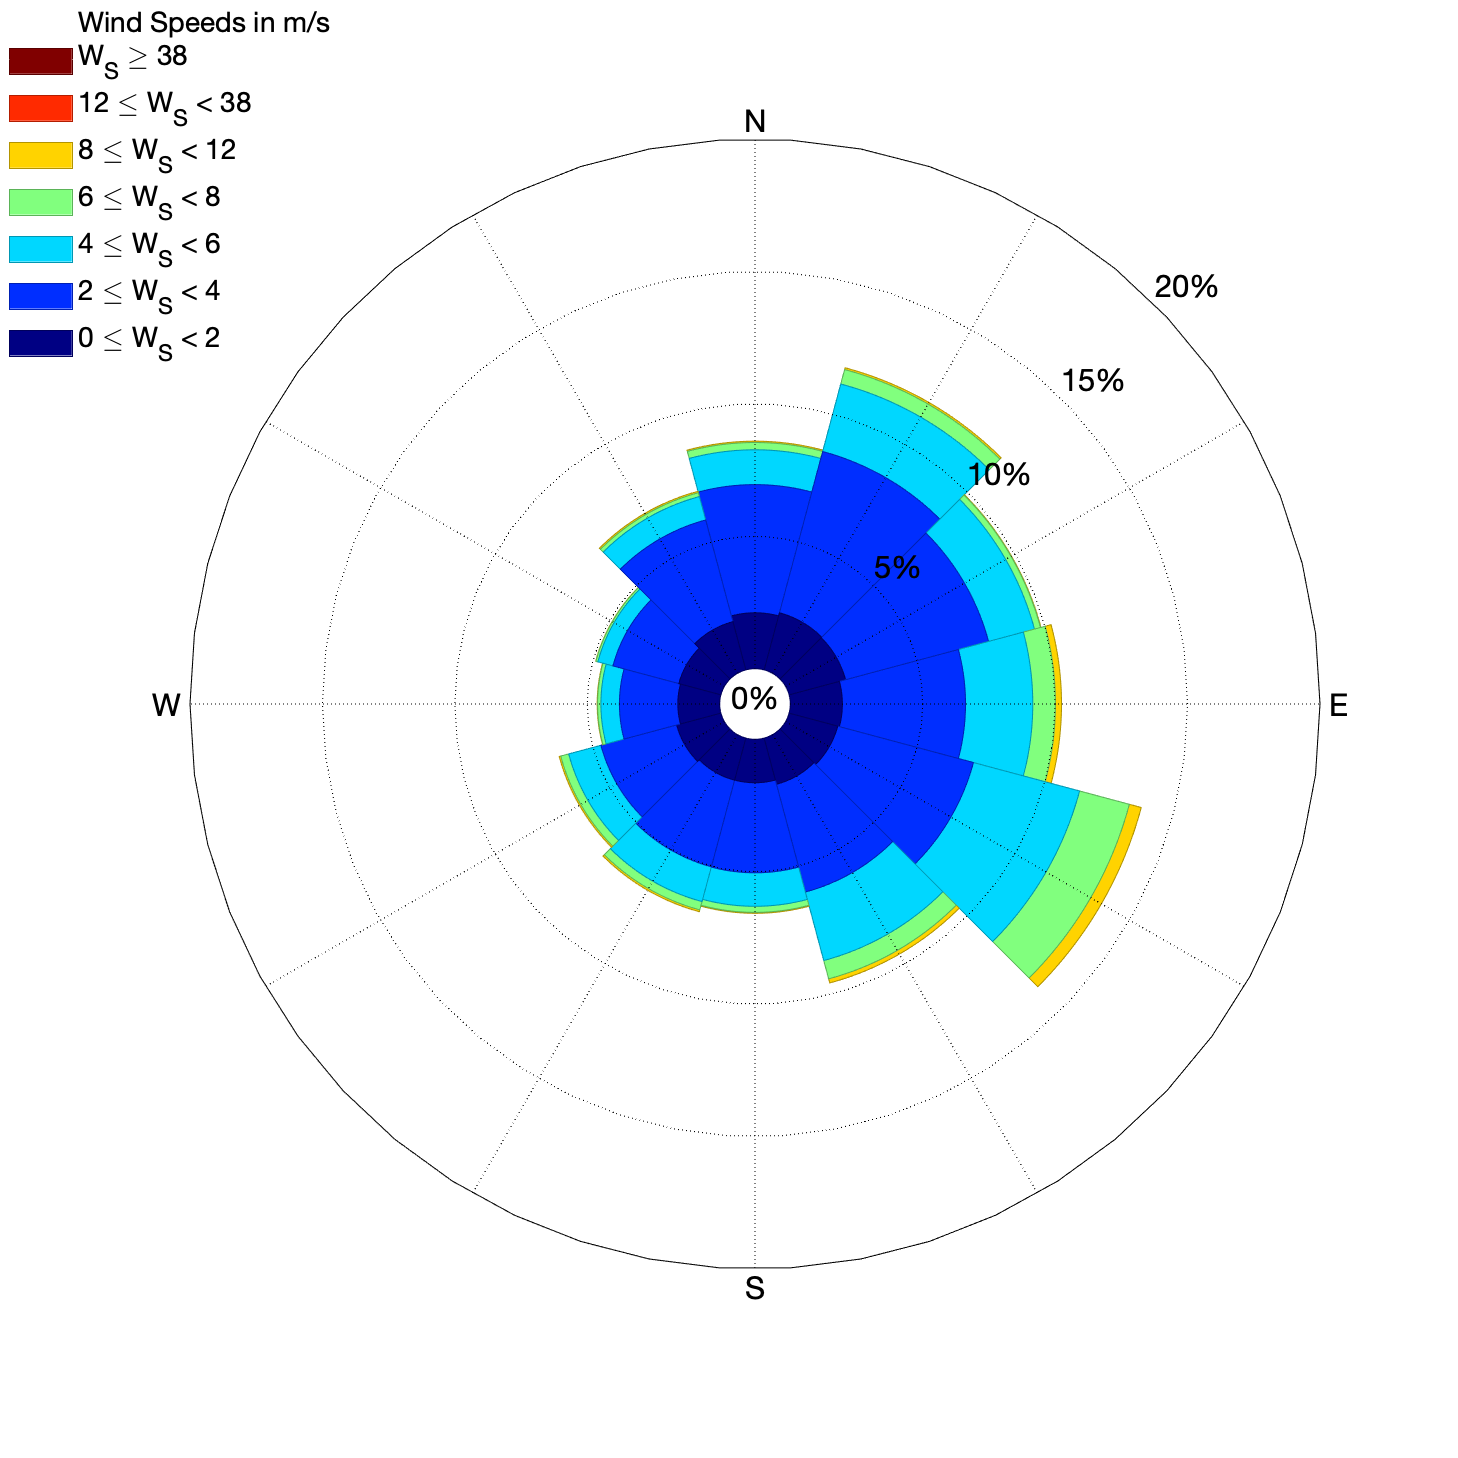 Wind Speeds in m/s
W_S ≥ 38
12 ≤ W_S < 38
8 ≤ W_S < 12
6 ≤ W_S < 8
4 ≤ W_S < 6
2 ≤ W_S < 4
0 ≤ W_S < 2
N
20%
15%
10%
5%
0%
W
E
S